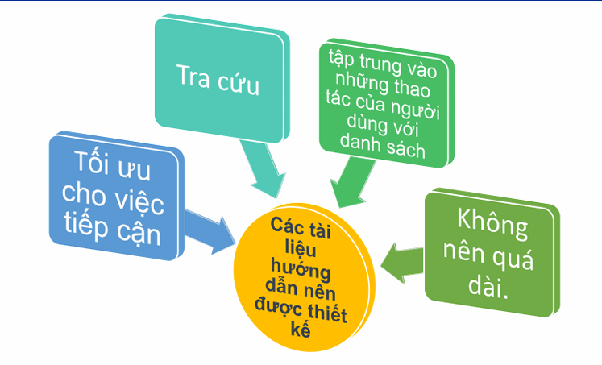 Tối ưu
cho việc
tiếp cận
Tra cứu
tập trung vào
những thao
tác của người
dùng với
danh sách
Không
nên quá
dài.
Các tài
liệu
hướng
dẫn nên
được thiết
kế